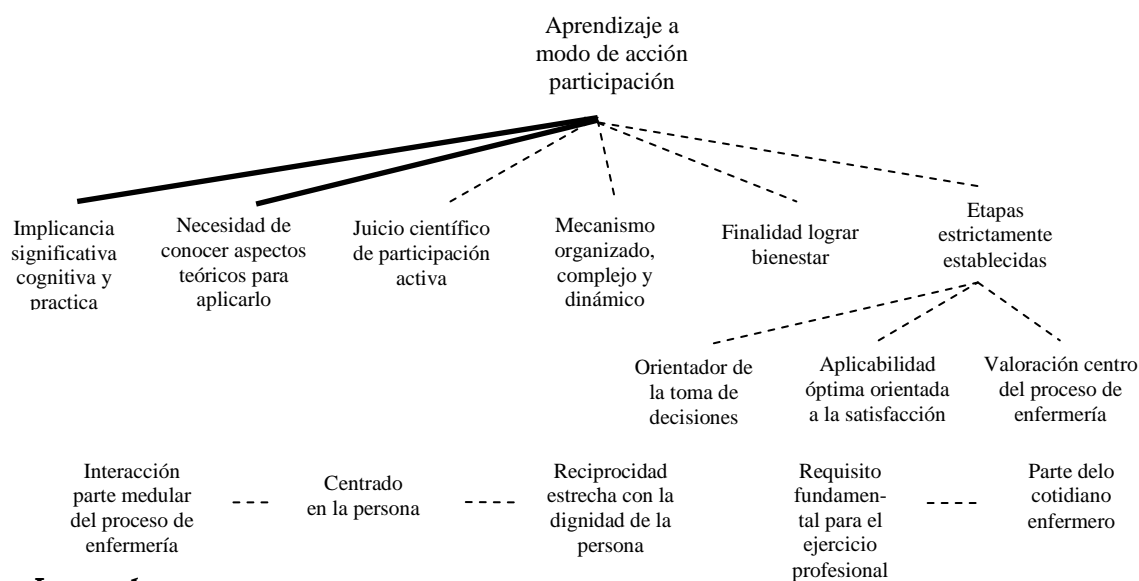 Aprendizaje a
modo de acción
participación
Implicancia
significativa
cognitiva y
practica
Necesidad de
conocer aspectos
teóricos para
aplicarlo
Juicio científico
de participación
activa
Mecanismo
organizado,
complejo y
dinámico
Finalidad lograr
bienestar
Etapas
estrictamente
establecidas
Orientador de
la toma de
decisiones
Aplicabilidad
óptima orientada
a la satisfacción
Valoración centro
del proceso de
enfermería
Interacción
parte medular
del proceso de
enfermería
Centrado
en la persona
Reciprocidad
estrecha con la
dignidad de la
persona
Requisito
fundamen-
tal para el
ejercicio
profesional
Parte delo
cotidiano
enfermero